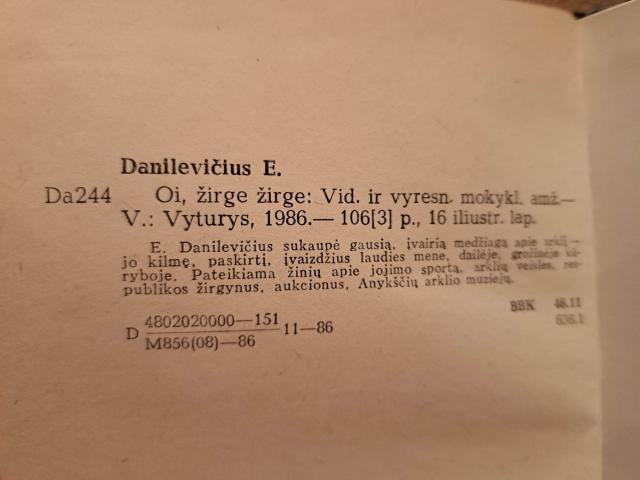 Danilevičius E.
Da244 Oi, žirge žirge: Vid. ir vyresn. mokykl. amž.—
V.: Vyturys, 1986.— 106[3] p., 16 iliustr. lap.
E. Danilevičius sukaupė gausią, įvairią medžiagą apie arklio
jo kilmę, paskirtį, įvaizdžius laudies mene, dailėje, grožinėje kū-
ryboje. Pateikiama žinių apie jojimo sportą, arklių veisles, res-
publikos žirgynus, aukcionus, Anykščių arklio muziejų.
BBK 46.11
636.1
D 4802020000—151 11—86
M856(08)—86